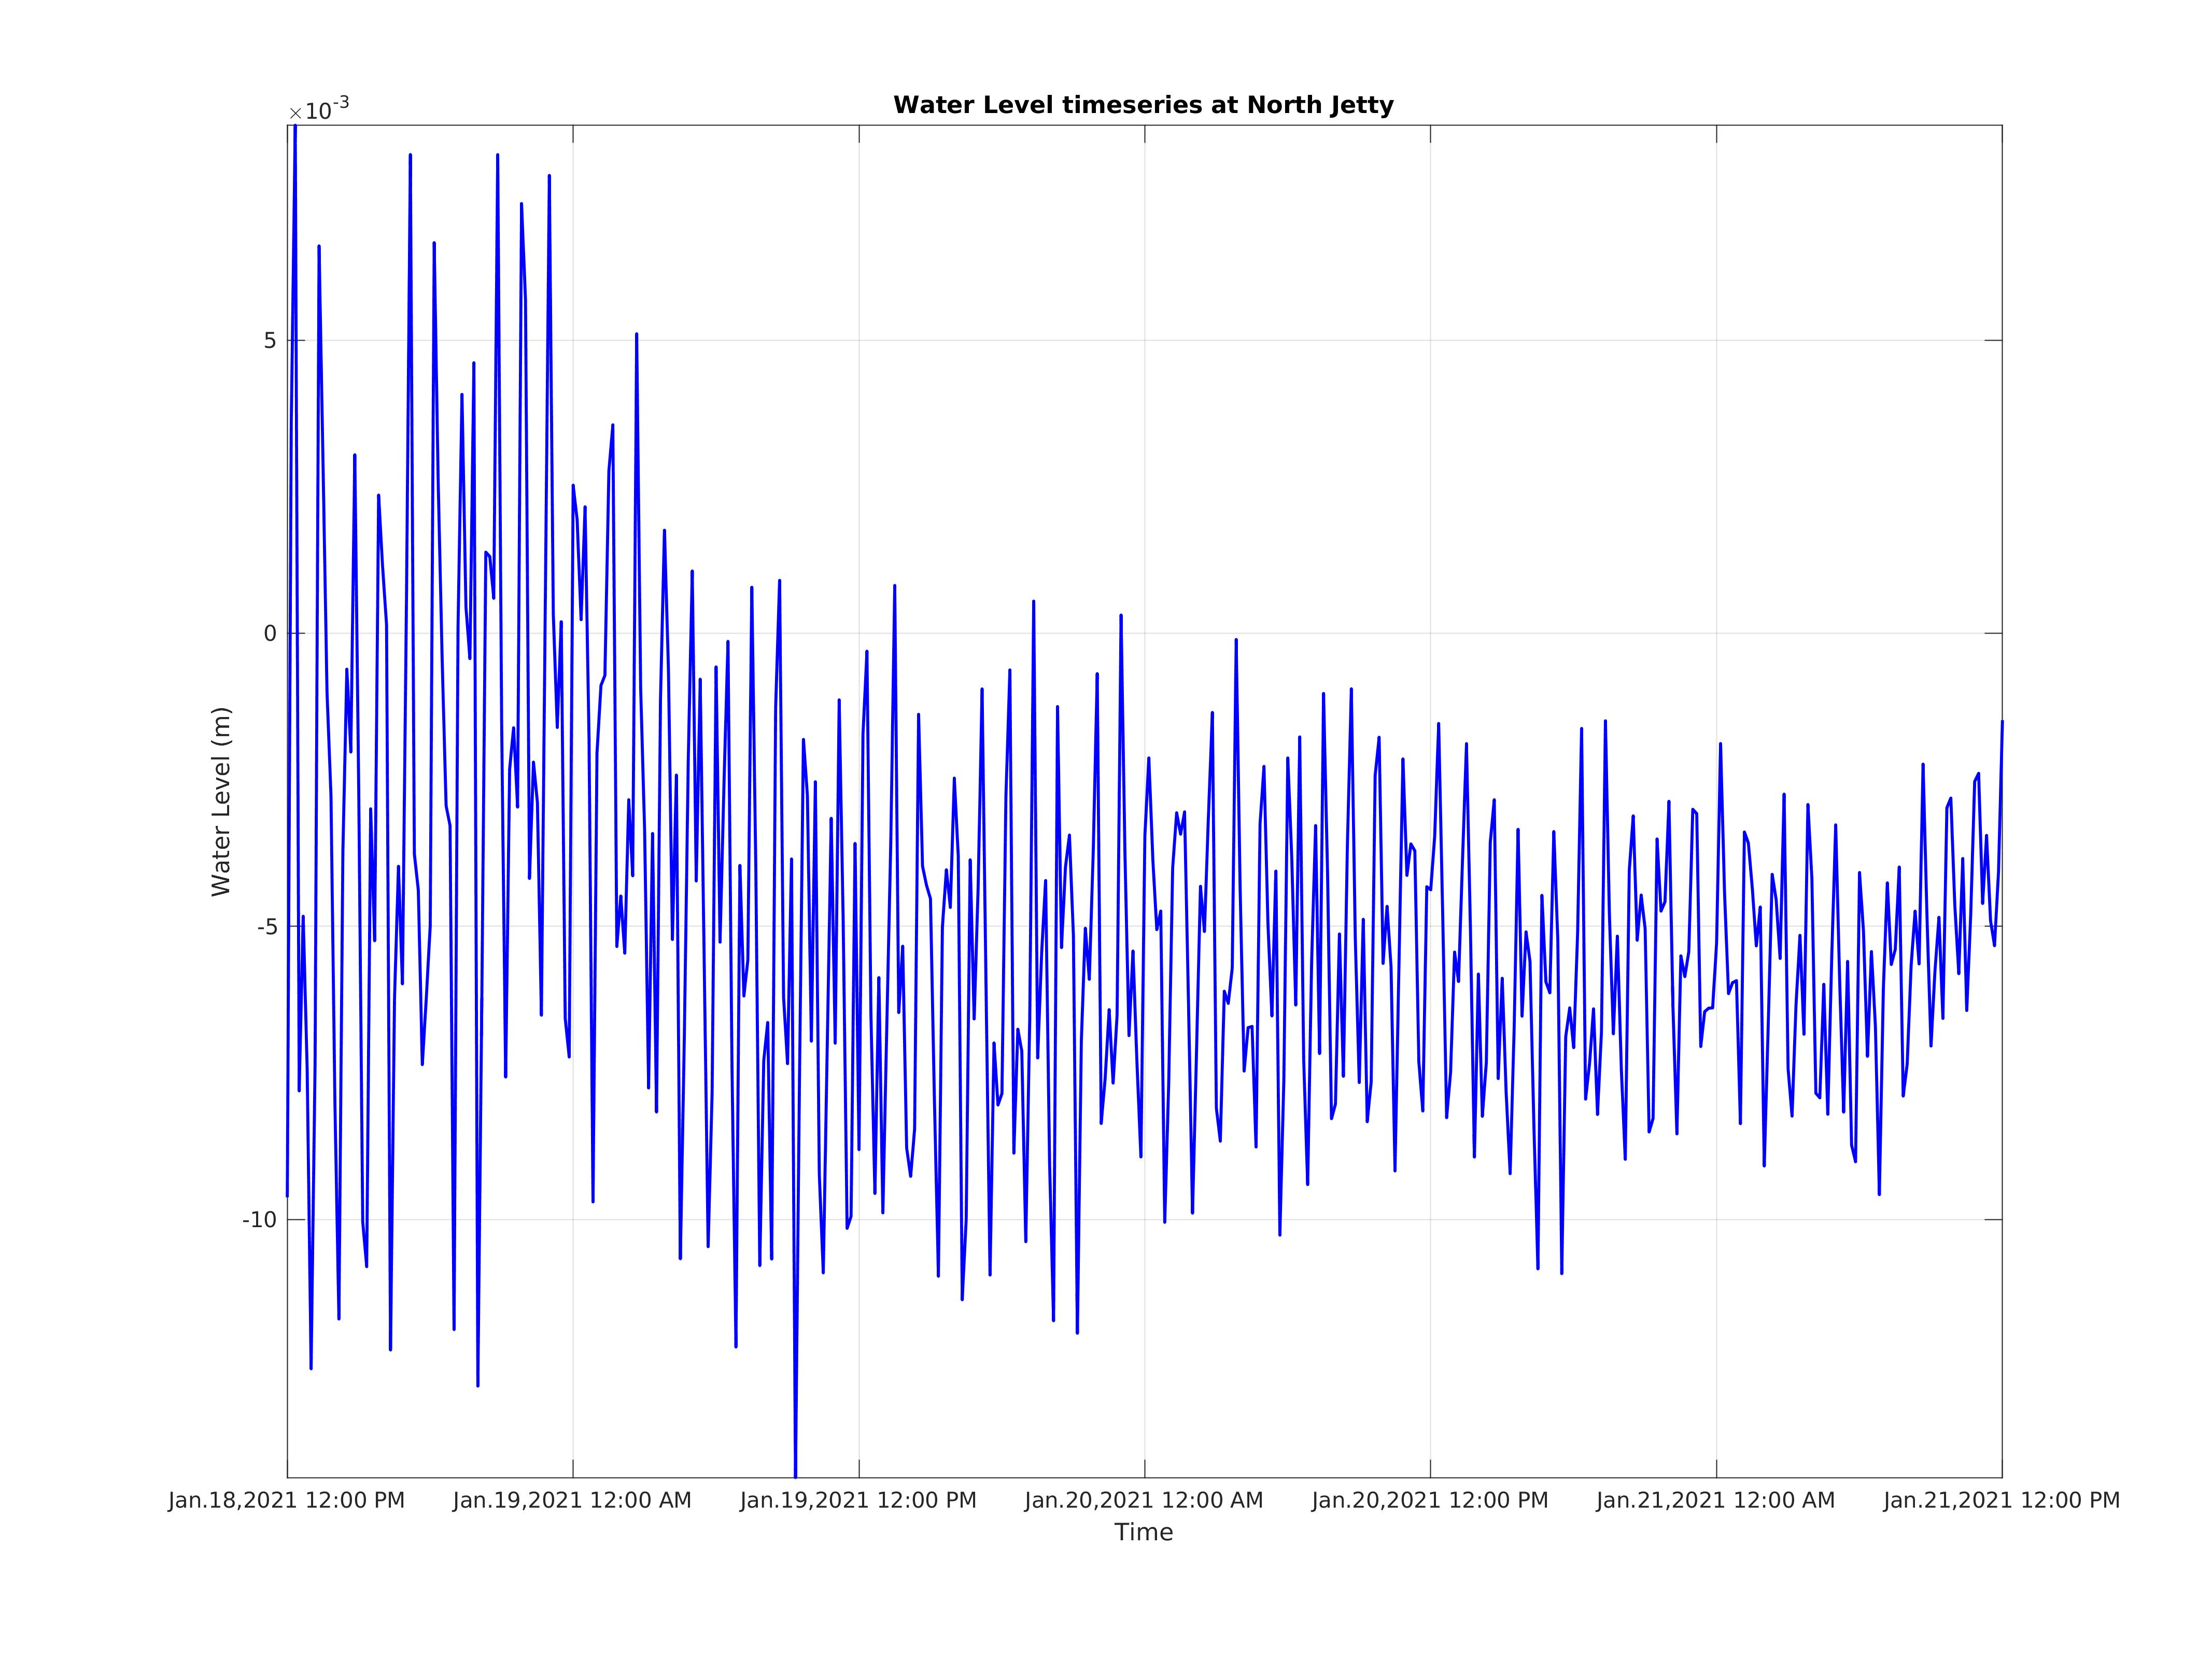 Water Level timeseries at North Jetty
×10-3
5
0
-5
-10
Water Level (m)
Jan.18,2021 12:00 PM Jan.19,2021 12:00 AM Jan.19,2021 12:00 PM Jan.20,2021 12:00 AM Jan.20,2021 12:00 PM Jan.21,2021 12:00 AM Jan.21,2021 12:00 PM
Time